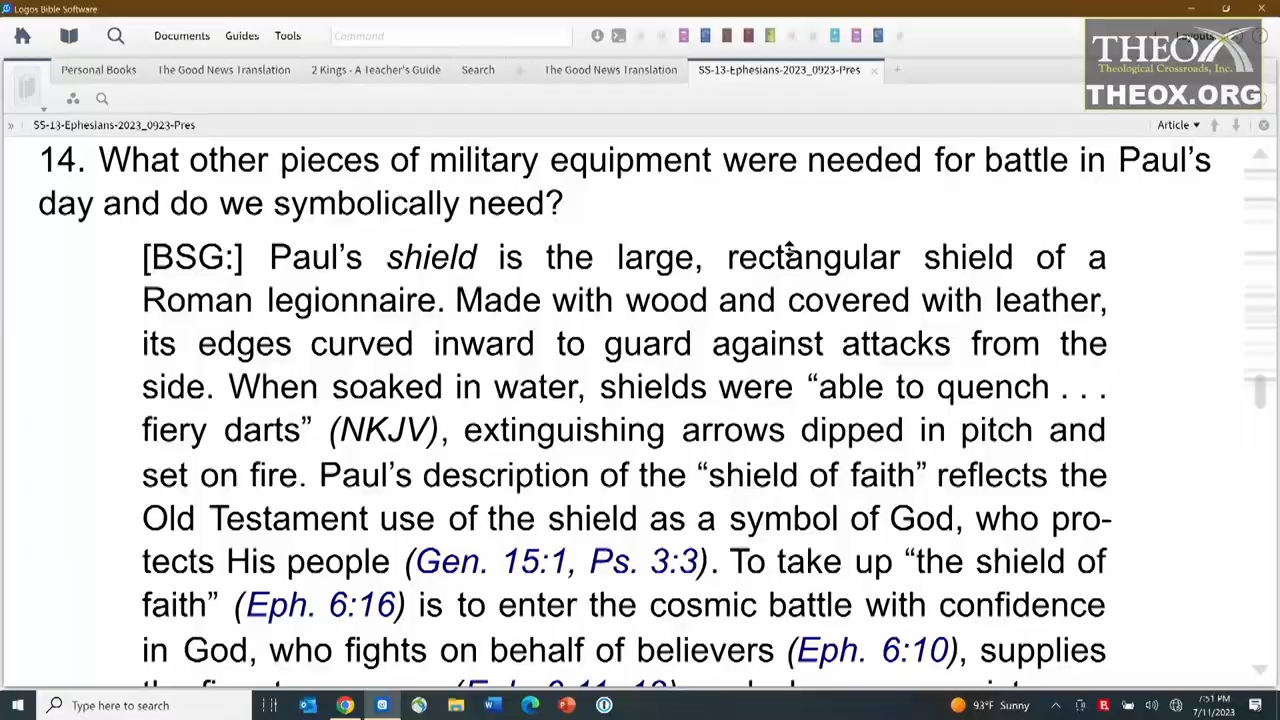 Logos Bible Software
Documents Guides Tools Command Layouts
THEOX
Theological Crossroads, Inc.
THEOX.ORG
Personal Books The Good News Translation 2 Kings - A Teacher's Guide The Good News Translation SS-13-Ephesians-2023_0923-Pres
SS-13-Ephesians-2023_0923-Pres Article
14. What other pieces of military equipment were needed for battle in Paul's
day and do we symbolically need?
[BSG:] Paul's shield is the large, rectangular shield of a
Roman legionnaire. Made with wood and covered with leather,
its edges curved inward to guard against attacks from the
side. When soaked in water, shields were “able to quench . . .
fiery darts” (NKJV), extinguishing arrows dipped in pitch and
set on fire. Paul's description of the “shield of faith” reflects the
Old Testament use of the shield as a symbol of God, who pro-
tects His people (Gen. 15:1, Ps. 3:3). To take up “the shield of
faith” (Eph. 6:16) is to enter the cosmic battle with confidence
in God, who fights on behalf of believers (Eph. 6:10), supplies
Type here to search 93°F Sunny 7:51 PM
7/11/2023